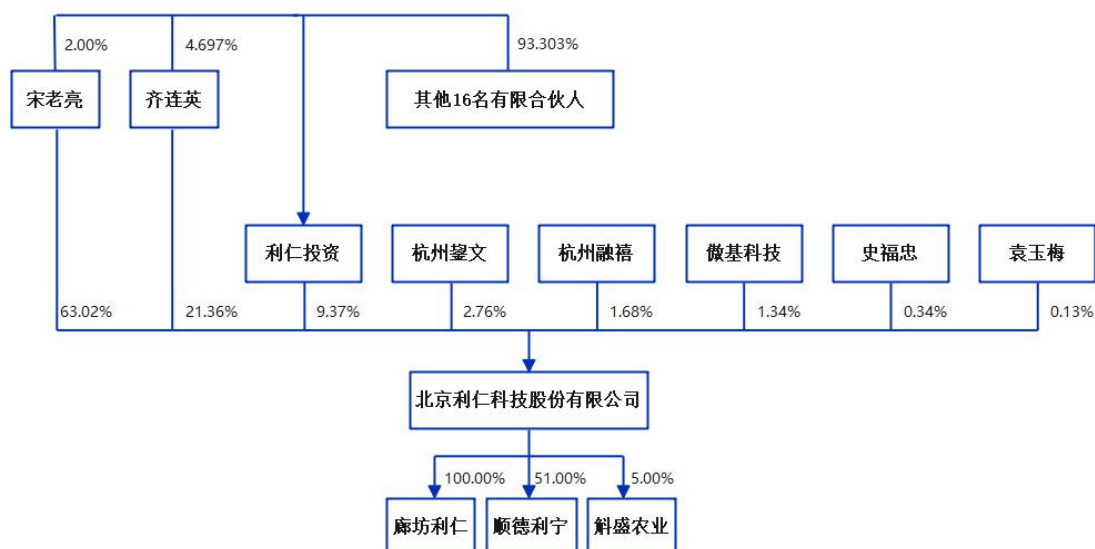 2.00%
4.697%
93.303%
宋老亮
齐连英
其他16名有限合伙人
利仁投资
杭州鋆文
杭州融禧
傲基科技
史福忠
袁玉梅
63.02%
21.36%
9.37%
2.76%
1.68%
1.34%
0.34%
0.13%
北京利仁科技股份有限公司
100.00%
51.00%
5.00%
廊坊利仁
顺德利宁
斛盛农业